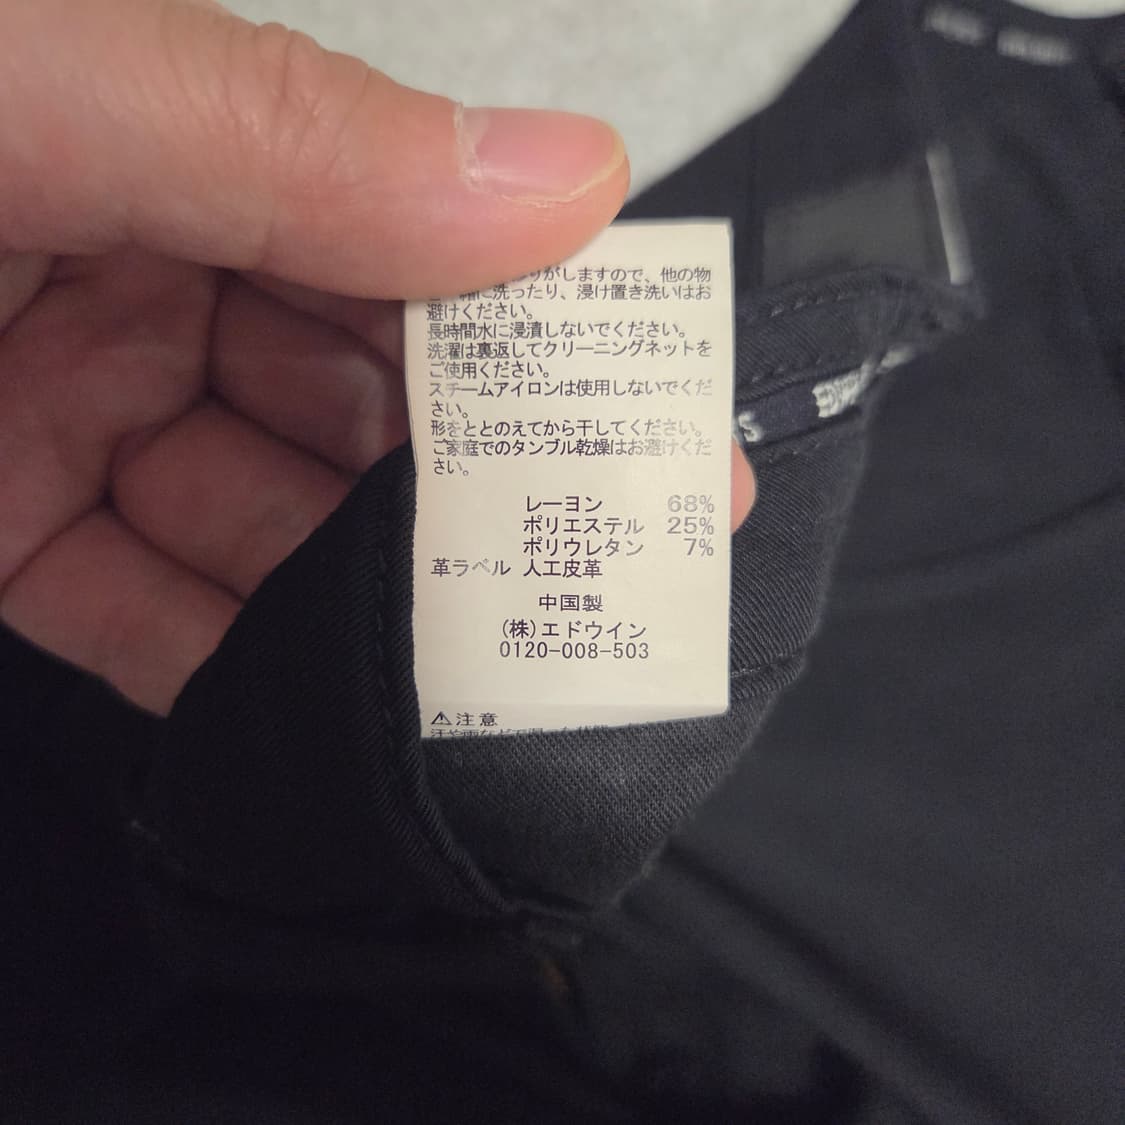 がしますので、他の物
に洗ったり、浸け置き洗いはお
避けください。
長時間水に浸漬しないでください。
洗濯は裏返してクリーニングネットを
ご使用ください。
スチームアイロンは使用しないでくだ
さい。
形をととのえてから干してください。
ご家庭でのタンブル乾燥はお避けくだ
さい。
レーヨン 68%
ポリエステル 25%
ポリウレタン 7%
革ラベル 人工皮革
中国製
(株)エドウイン
0120-008-503
⚠注意
S